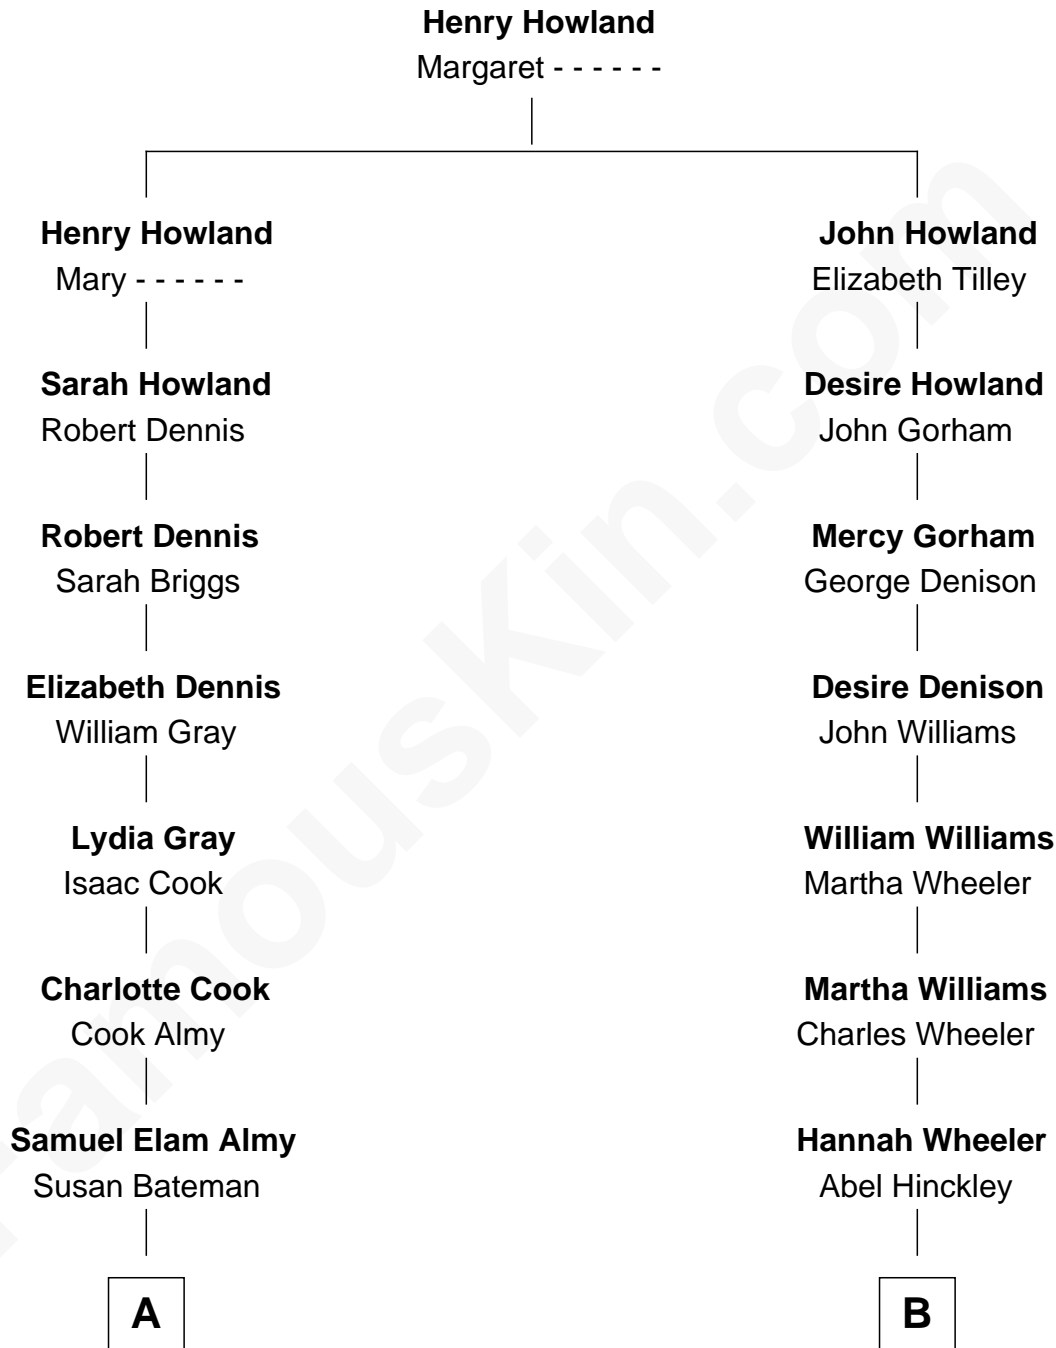 Henry Howland
Margaret - - - - - -
Henry Howland
Mary - - - - - -
John Howland
Elizabeth Tilley
Sarah Howland
Robert Dennis
Desire Howland
John Gorham
Robert Dennis
Sarah Briggs
Mercy Gorham
George Denison
Elizabeth Dennis
William Gray
Desire Denison
John Williams
Lydia Gray
Isaac Cook
William Williams
Martha Wheeler
Charlotte Cook
Cook Almy
Martha Williams
Charles Wheeler
Samuel Elam Almy
Susan Bateman
Hannah Wheeler
Abel Hinckley
A
B
FamousKin.com